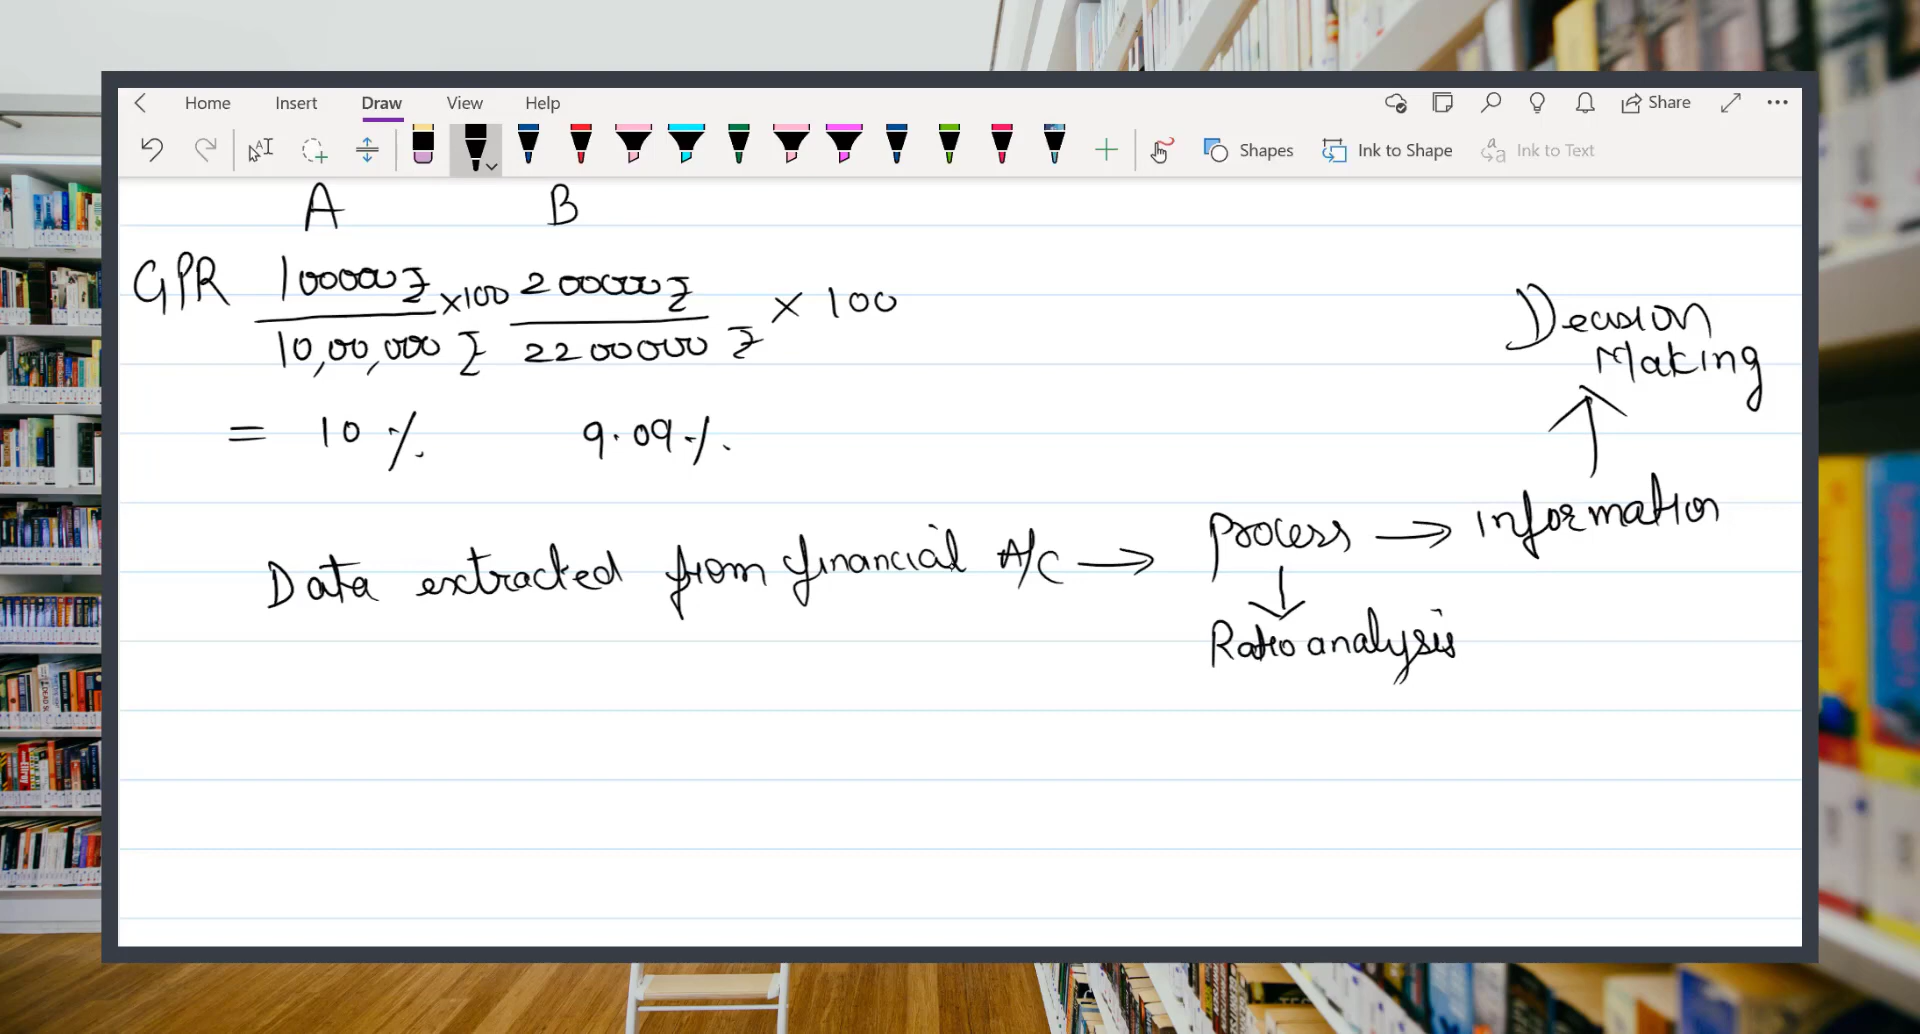 Home Insert Draw View Help Share
Shapes Ink to Shape Ink to Text
A B
GPR 100000₹ ×100 200000₹ × 100
10,00,000 ₹ 2200000 ₹
= 10 % 9.09 %.
Decision
Making
Data extracted from financial A/C → process → information
Ratio analysis